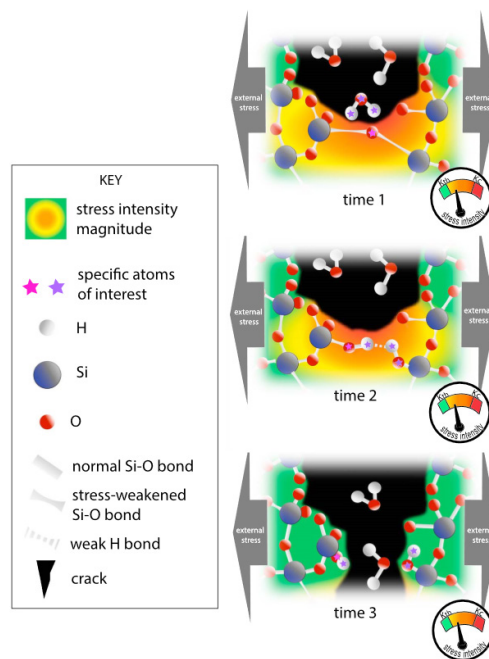 external
stress
external
stress
time 1
Kth
Kc
stress intensity
KEY
stress intensity
magnitude
specific atoms
of interest
H
Si
O
normal Si-O bond
stress-weakened
Si-O bond
weak H bond
crack
external
stress
external
stress
time 2
Kth
Kc
stress intensity
external
stress
external
stress
time 3
Kth
Kc
stress intensity